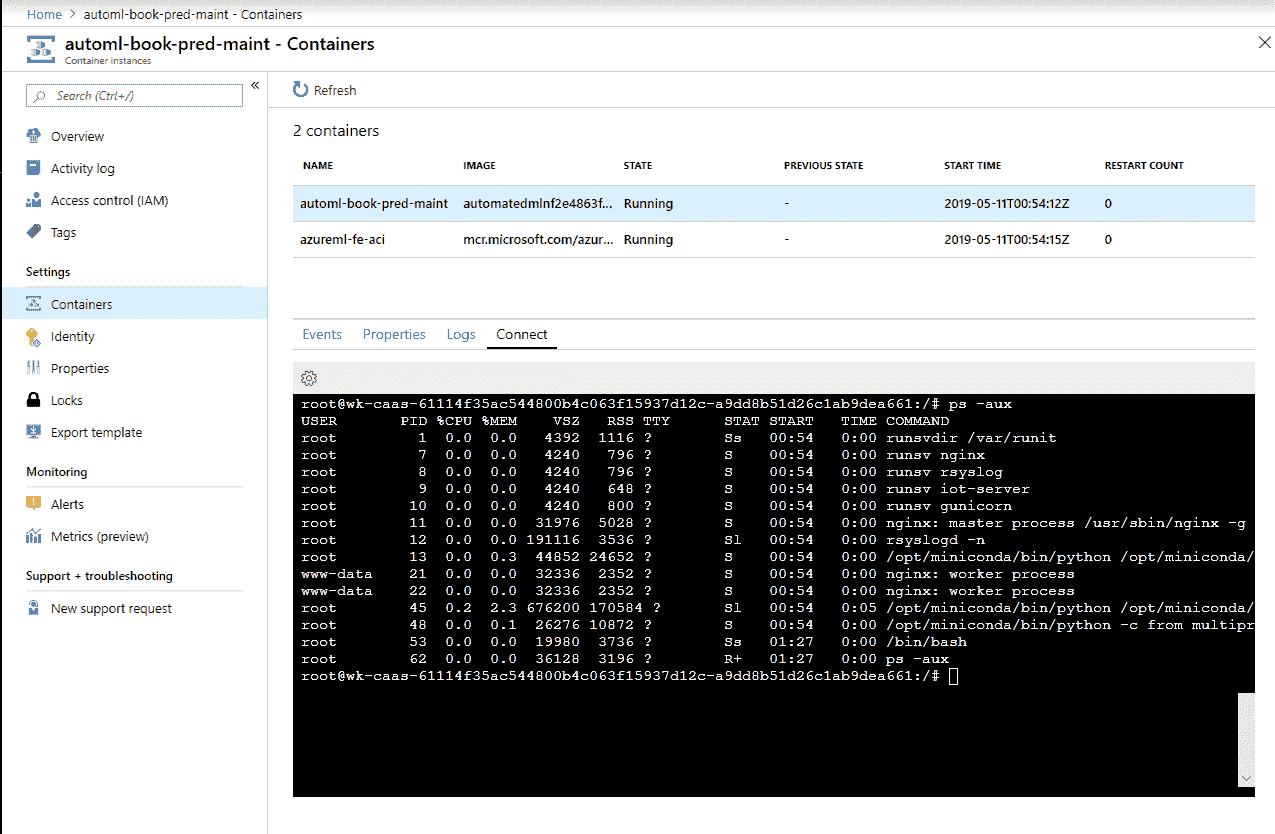 Home > automl-book-pred-maint - Containers
automl-book-pred-maint - Containers
Container instances
Search (Ctrl+/)
«
Overview
Activity log
Access control (IAM)
Tags
Settings
Containers
Identity
Properties
Locks
Export template
Monitoring
Alerts
Metrics (preview)
Support + troubleshooting
New support request
Refresh
2 containers
NAME IMAGE STATE PREVIOUS STATE START TIME RESTART COUNT
automl-book-pred-maint automatedmlnf2e4863f... Running - 2019-05-11T00:54:12Z 0
azureml-fe-aci mcr.microsoft.com/azur... Running - 2019-05-11T00:54:15Z 0
Events Properties Logs Connect
root@wk-caas-61114f35ac544800b4c063f15937d12c-a9dd8b51d26c1ab9dea661:/# ps -aux
USER PID %CPU %MEM VSZ RSS TTY STAT START TIME COMMAND
root 1 0.0 0.0 4392 1116 ? Ss 00:54 0:00 runsvdir /var/runit
root 7 0.0 0.0 4240 796 ? S 00:54 0:00 runsv nginx
root 8 0.0 0.0 4240 796 ? S 00:54 0:00 runsv rsyslog
root 9 0.0 0.0 4240 648 ? S 00:54 0:00 runsv iot-server
root 10 0.0 0.0 4240 800 ? S 00:54 0:00 runsv gunicorn
root 11 0.0 0.0 31976 5028 ? S 00:54 0:00 nginx: master process /usr/sbin/nginx -g
root 12 0.0 0.0 191116 3536 ? Sl 00:54 0:00 rsyslogd -n
root 13 0.0 0.3 44852 24652 ? S 00:54 0:00 /opt/miniconda/bin/python /opt/miniconda/
www-data 21 0.0 0.0 32336 2352 ? S 00:54 0:00 nginx: worker process
www-data 22 0.0 0.0 32336 2352 ? S 00:54 0:00 nginx: worker process
root 45 0.2 2.3 676200 170584 ? Sl 00:54 0:05 /opt/miniconda/bin/python /opt/miniconda/
root 48 0.0 0.1 26276 10872 ? S 00:54 0:00 /opt/miniconda/bin/python -c from multipr
root 53 0.0 0.0 19980 3736 ? Ss 01:27 0:00 /bin/bash
root 62 0.0 0.0 36128 3196 ? R+ 01:27 0:00 ps -aux
root@wk-caas-61114f35ac544800b4c063f15937d12c-a9dd8b51d26c1ab9dea661:/#